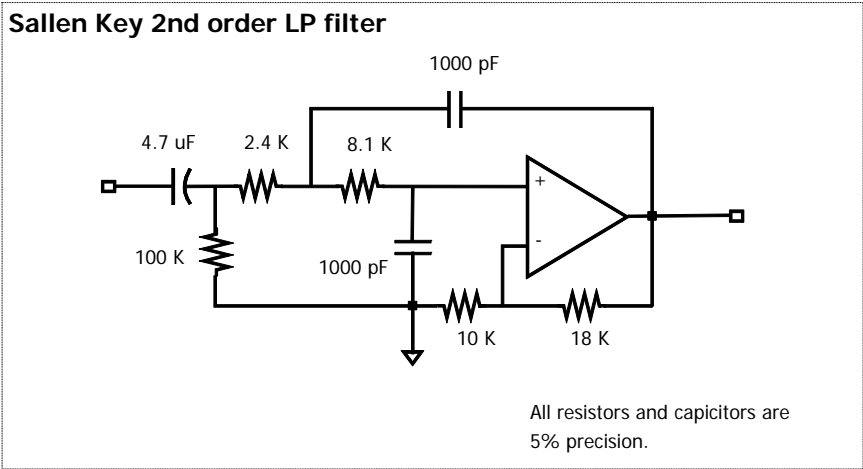 Sallen Key 2nd order LP filter
1000 pF
4.7 uF
2.4 K
8.1 K
+
-
100 K
1000 pF
10 K
18 K
All resistors and capicitors are
5% precision.